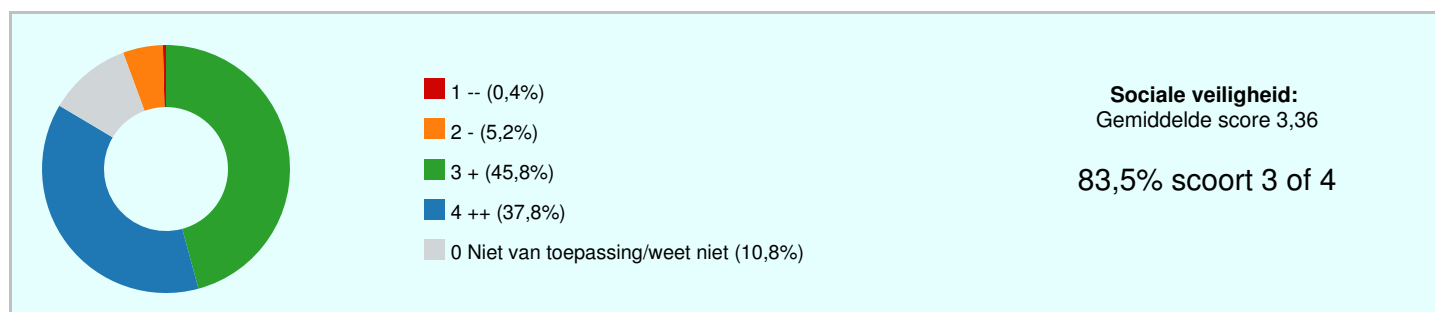 1 -- (0,4%)
2 - (5,2%)
3 + (45,8%)
4 ++ (37,8%)
0 Niet van toepassing/weet niet (10,8%)
Sociale veiligheid:
Gemiddelde score 3,36
83,5% scoort 3 of 4